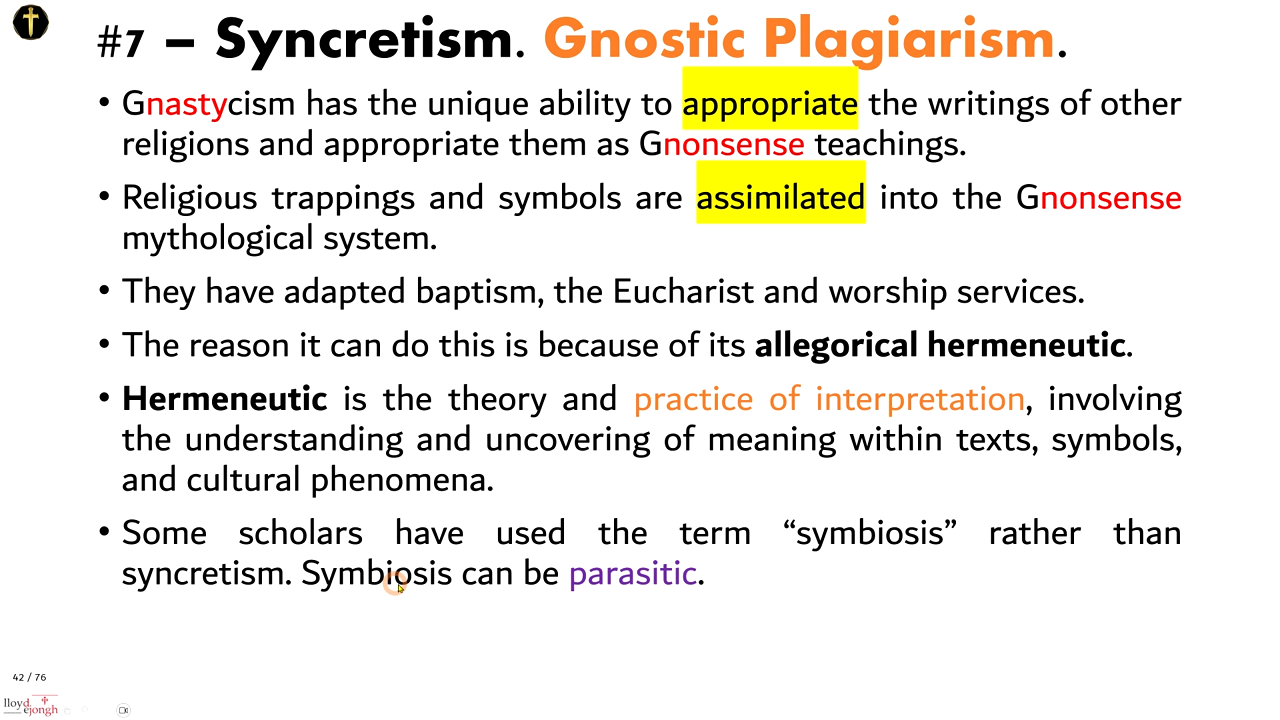 #7 – Syncretism. Gnostic Plagiarism.
• Gnastycism has the unique ability to appropriate the writings of other
religions and appropriate them as Gnonsense teachings.
• Religious trappings and symbols are assimilated into the Gnonsense
mythological system.
• They have adapted baptism, the Eucharist and worship services.
• The reason it can do this is because of its allegorical hermeneutic.
• Hermeneutic is the theory and practice of interpretation, involving
the understanding and uncovering of meaning within texts, symbols,
and cultural phenomena.
• Some scholars have used the term “symbiosis” rather than
syncretism. Symbiosis can be parasitic.
42 / 76
lloyd
dejongh